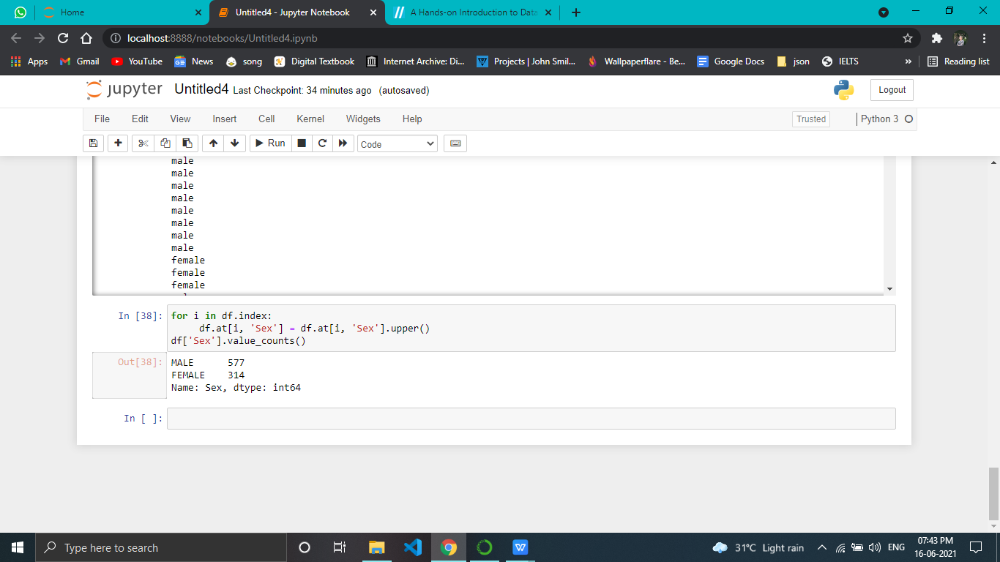 Home
Untitled4 - Jupyter Notebook
A Hands-on Introduction to Data
localhost:8888/notebooks/Untitled4.ipynb
Apps Gmail YouTube News song Digital Textbook Internet Archive: Di... Projects | John Smil... Wallpaperflare - Be... Google Docs json IELTS » Reading list
jupyter Untitled4 Last Checkpoint: 34 minutes ago (autosaved) Logout
File Edit View Insert Cell Kernel Widgets Help Trusted Python 3
Run Code
male
male
male
male
male
male
male
male
female
female
female
In [38]: for i in df.index:
df.at[i, 'Sex'] = df.at[i, 'Sex'].upper()
df['Sex'].value_counts()
Out[38]: MALE 577
FEMALE 314
Name: Sex, dtype: int64
In [ ]:
Type here to search
31°C Light rain
ENG
07:43 PM
16-06-2021